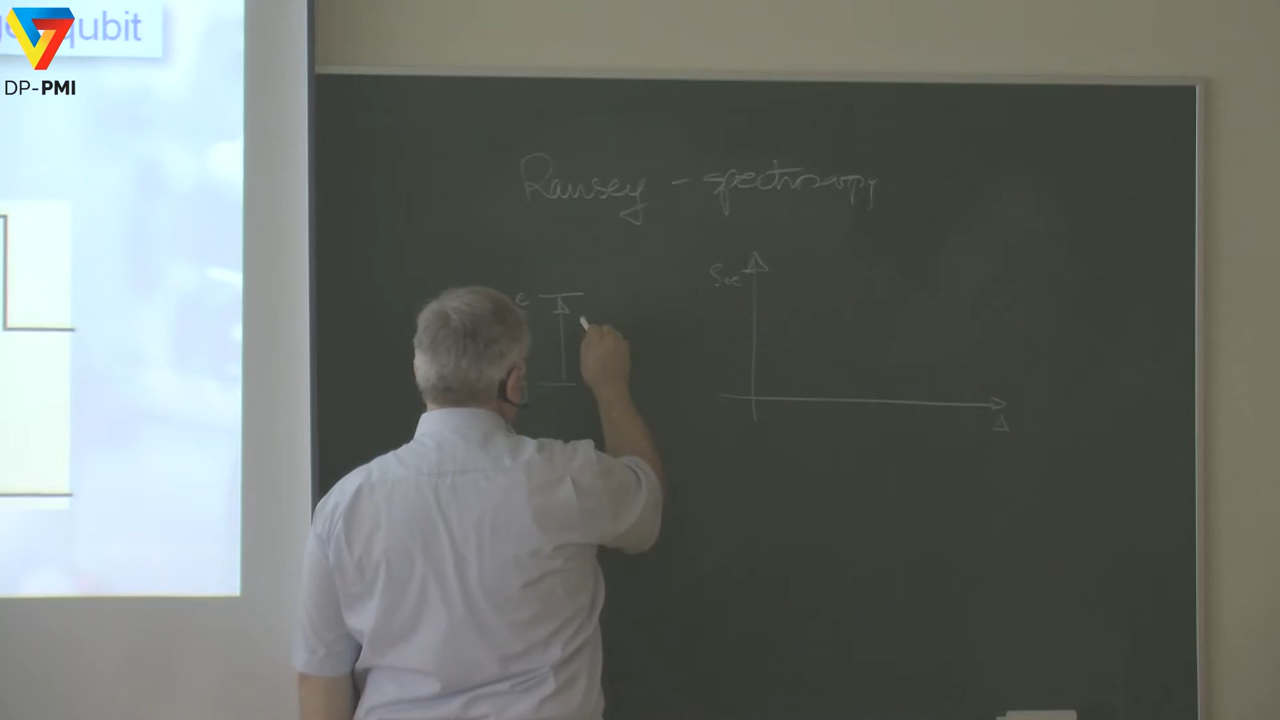 qubit
DP-PMI
Ramsey - spectroscopy
e
See
Δ